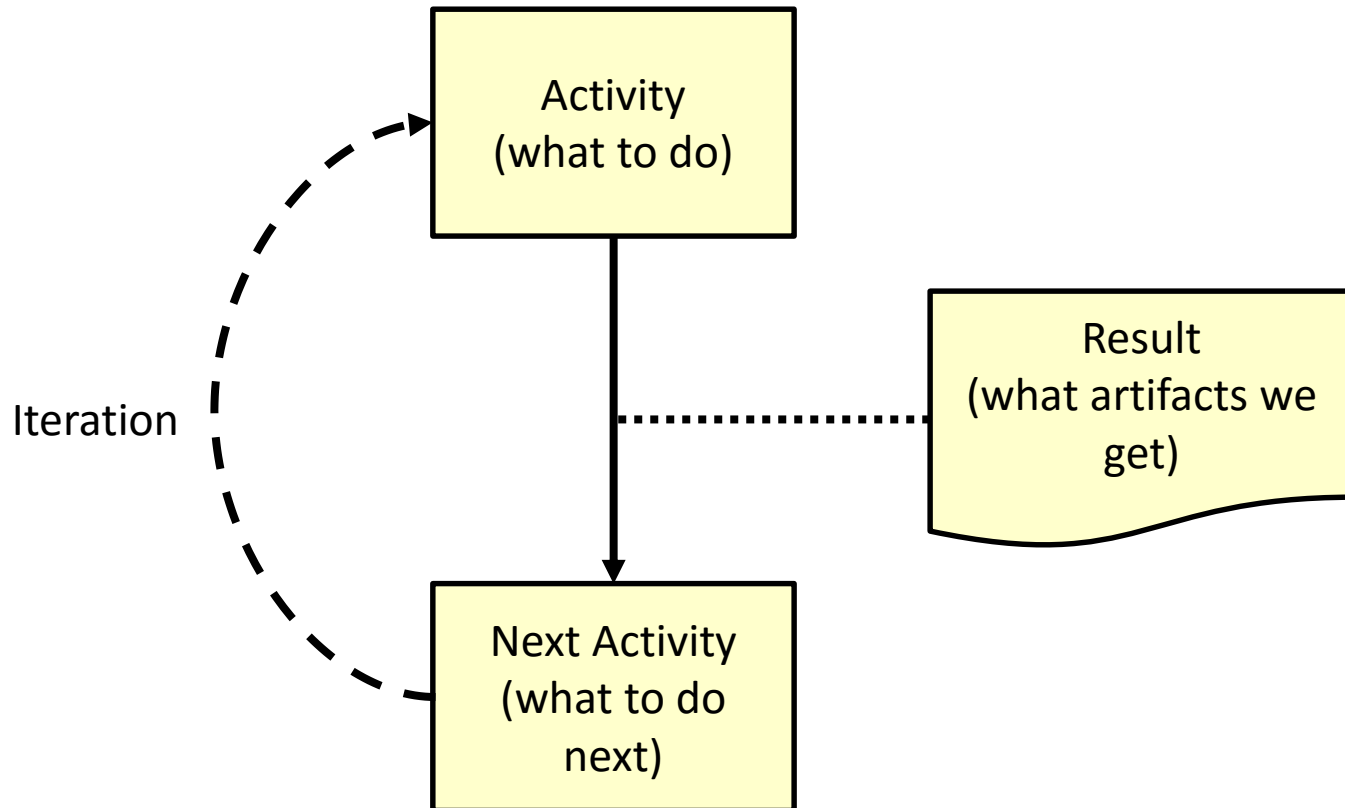 Activity
(what to do)
Result
(what artifacts we
get)
Iteration
Next Activity
(what to do
next)